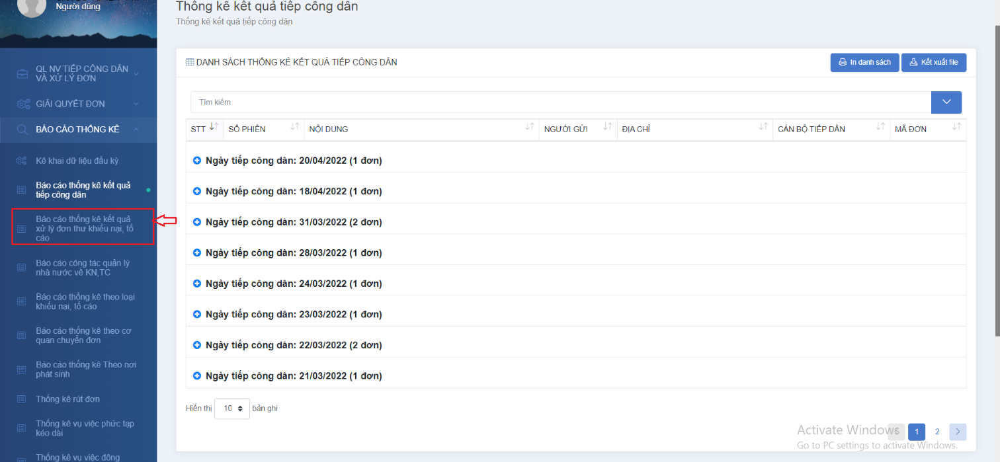 Người dùng
QL NV TIẾP CÔNG DÂN
VÀ XỬ LÝ ĐƠN
GIẢI QUYẾT ĐƠN
BÁO CÁO THỐNG KÊ
Kê khai dữ liệu đầu kỳ
Báo cáo thống kê kết quả
tiếp công dân
Báo cáo thống kê kết quả
xử lý đơn thư khiếu nại, tố
cáo
Báo cáo công tác quản lý
nhà nước về KN,TC
Báo cáo thống kê theo loại
khiếu nại, tố cáo
Báo cáo thống kê theo cơ
quan chuyển đơn
Báo cáo thống kê Theo nơi
phát sinh
Thống kê rút đơn
Thống kê vụ việc phức tạp
kéo dài
Thống kê vụ việc đông
Thống kê kết quả tiếp công dân
Thống kê kết quả tiếp công dân
DANH SÁCH THỐNG KÊ KẾT QUẢ TIẾP CÔNG DÂN
In danh sách
Kết xuất file
Tìm kiếm
STT SỐ PHIÊN NỘI DUNG NGƯỜI GỬI ĐỊA CHỈ CÁN BỘ TIẾP DÂN MÃ ĐƠN
Ngày tiếp công dân: 20/04/2022 (1 đơn)
Ngày tiếp công dân: 18/04/2022 (1 đơn)
Ngày tiếp công dân: 31/03/2022 (2 đơn)
Ngày tiếp công dân: 28/03/2022 (1 đơn)
Ngày tiếp công dân: 24/03/2022 (1 đơn)
Ngày tiếp công dân: 23/03/2022 (1 đơn)
Ngày tiếp công dân: 22/03/2022 (2 đơn)
Ngày tiếp công dân: 21/03/2022 (1 đơn)
Hiển thị 10 bản ghi
1 2
Activate Windows
Go to PC settings to activate Windows.